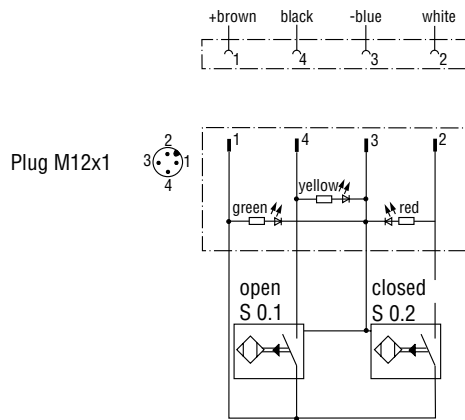 +brown black -blue white
1 4 3 2
Plug M12x1
2
3 1
4
1 4 3 2
yellow
green red
open closed
S 0.1 S 0.2